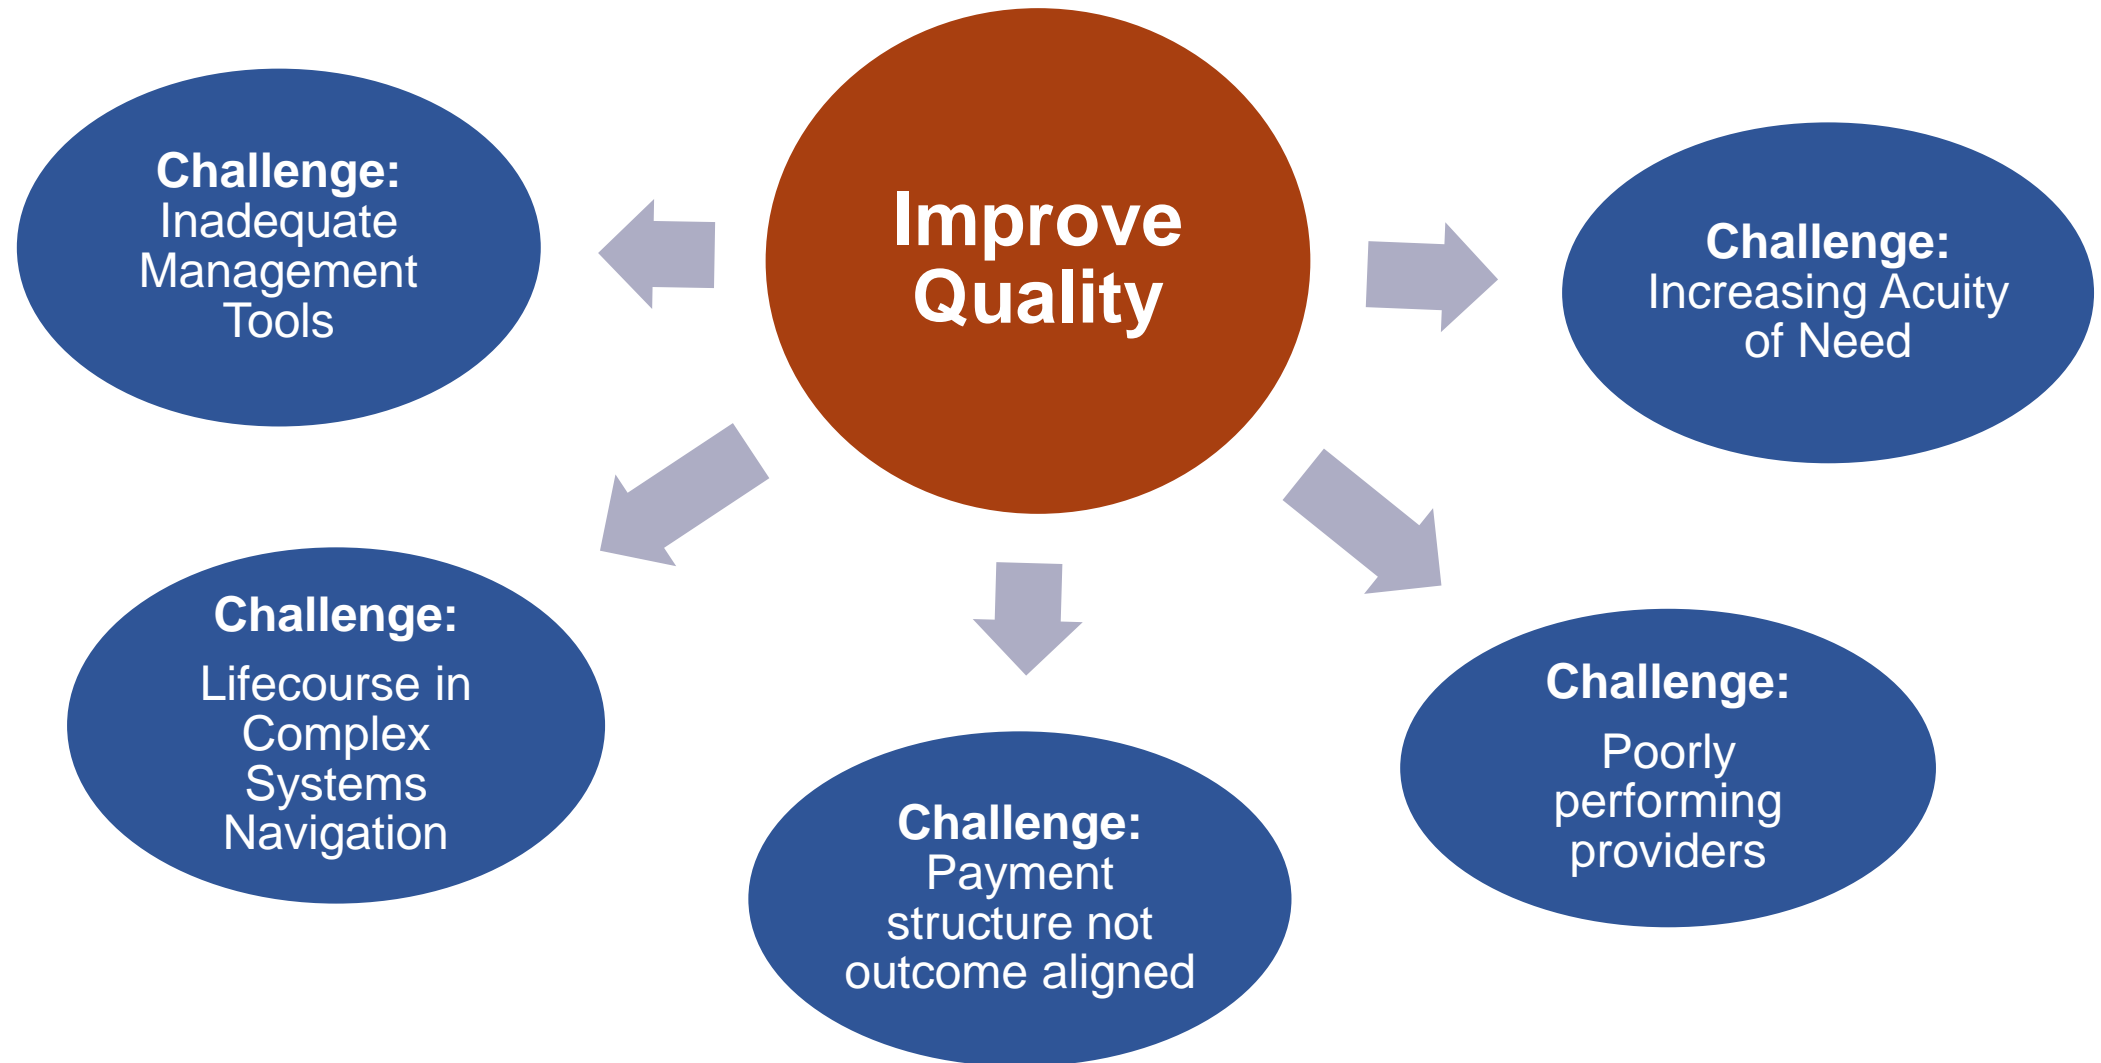 Improve
Quality
Challenge:
Inadequate
Management
Tools
Challenge:
Increasing Acuity
of Need
Challenge:
Lifecourse in
Complex
Systems
Navigation
Challenge:
Payment
structure not
outcome aligned
Challenge:
Poorly
performing
providers